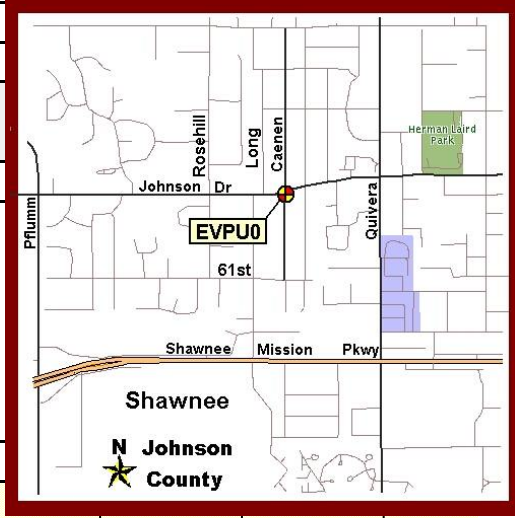 Herman Laird
Park
Rosehill
Long
Caenen
Johnson Dr
Pflumm
Quivera
EVPU0
61st
Shawnee Mission Pkwy
Shawnee
N Johnson
County